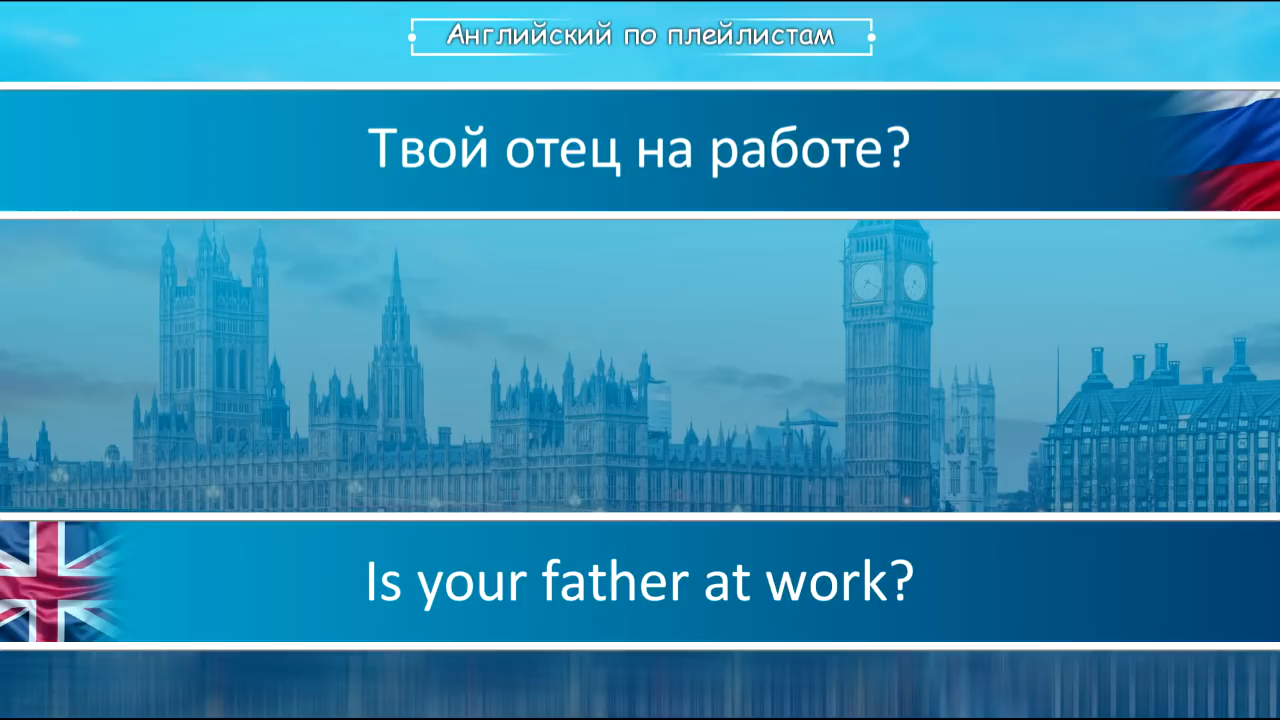 Английский по плейлистам
Твой отец на работе?
Is your father at work?